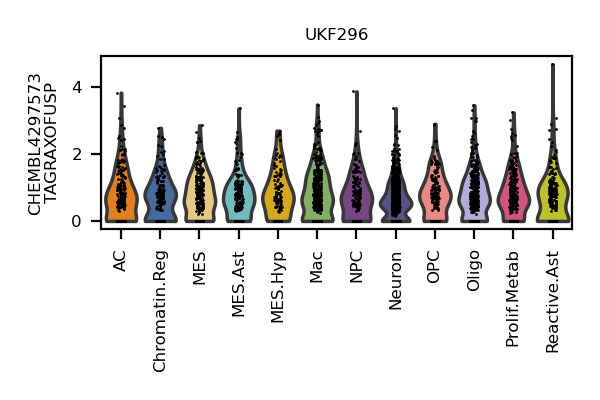 UKF296
CHEMBL4297573
TAGRAXOFUSP
4
2
0
AC
Chromatin.Reg
MES
MES.Ast
MES.Hyp
Mac
NPC
Neuron
OPC
Oligo
Prolif.Metab
Reactive.Ast